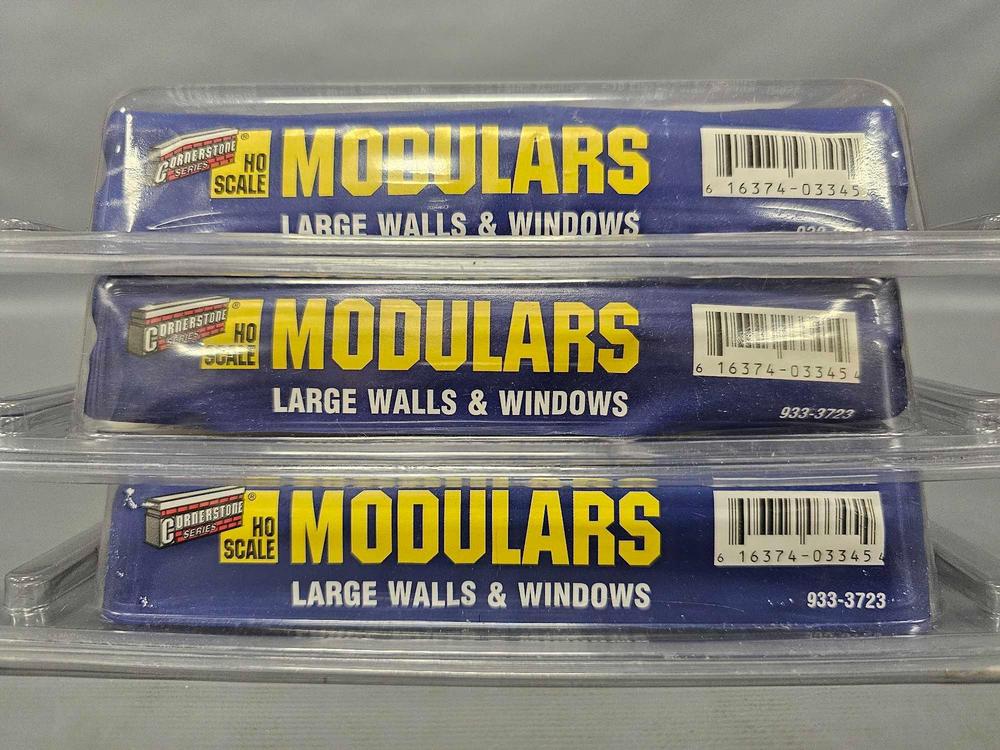 CORNERSTONE
SERIES
®
HO
SCALE
MODULARS
LARGE WALLS & WINDOWS
6 16374-03345
CORNERSTONE
SERIES
®
HO
SCALE
MODULARS
LARGE WALLS & WINDOWS
6 16374-03345 4
933-3723
CORNERSTONE
SERIES
®
HO
SCALE
MODULARS
LARGE WALLS & WINDOWS
6 16374-03345 4
933-3723